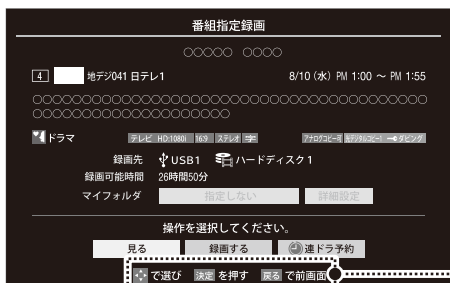 番組指定録画
○○○○○ ○○○○
4 地デジ041 日テレ1 8/10 (水) PM 1:00 ～ PM 1:55
○○○○○○○○○○○○○○○○○○○○○○○○○○○○○○○○○○○○○○○○
○○○○○○○○○○○○○○○○○○○○
ドラマ テレビ HD:1080i 16:9 ステレオ 字 アナログコピー可 デジタルコピー1 ダビング
録画先 USB1 ハードディスク1
録画可能時間 26時間50分
マイフォルダ 指定しない 詳細設定
操作を選択してください。
見る 録画する 連ドラ予約
で選び 決定 を押す 戻る で前画面